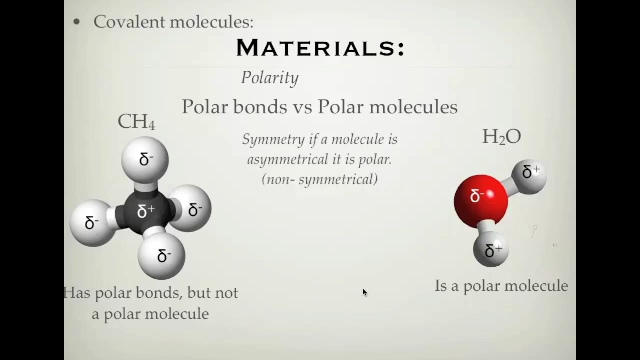 • Covalent molecules:
MATERIALS:
Polarity
Polar bonds vs Polar molecules
CH₄
Symmetry if a molecule is
asymmetrical it is polar.
(non- symmetrical)
H₂O
δ⁻
δ⁻
δ⁺
δ⁻
δ⁻
δ⁻
δ⁺
δ⁺
Has polar bonds, but not
a polar molecule
Is a polar molecule